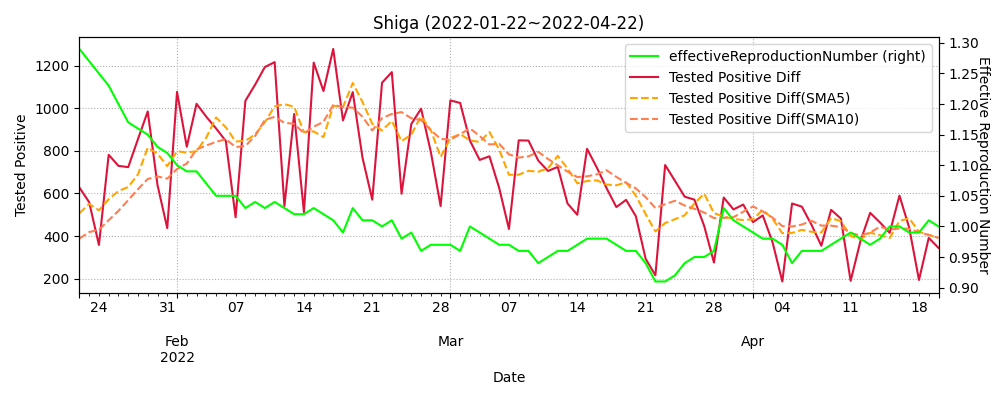 Shiga (2022-01-22~2022-04-22)
effectiveReproductionNumber (right)
Tested Positive Diff
Tested Positive Diff(SMA5)
Tested Positive Diff(SMA10)
Tested Positive
1200
1000
800
600
400
200
Effective Reproduction Number
1.30
1.25
1.20
1.15
1.10
1.05
1.00
0.95
0.90
24 31 07 14 21 28 07 14 21 28 04 11 18
Feb Mar Apr
2022
Date